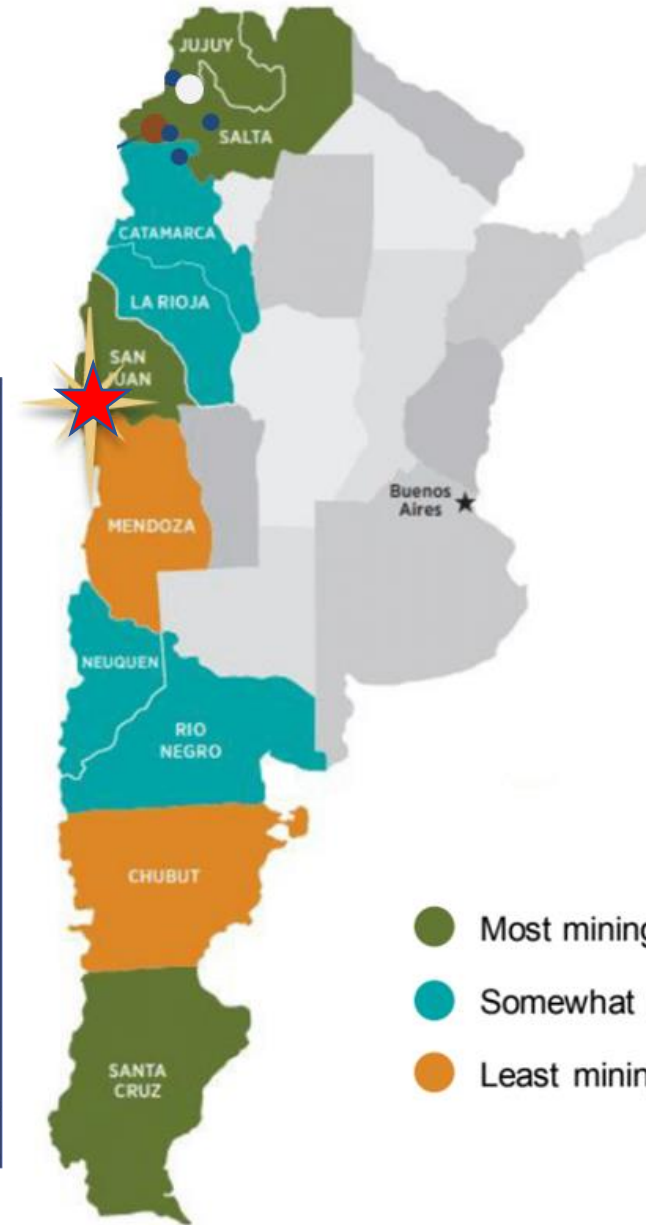 JUJUY
SALTA
CATAMARCA
LA RIOJA
SAN
JUAN
MENDOZA
Buenos
Aires
NEUQUEN
RIO
NEGRO
CHUBUT
Most mining
Somewhat
Least minin
SANTA
CRUZ